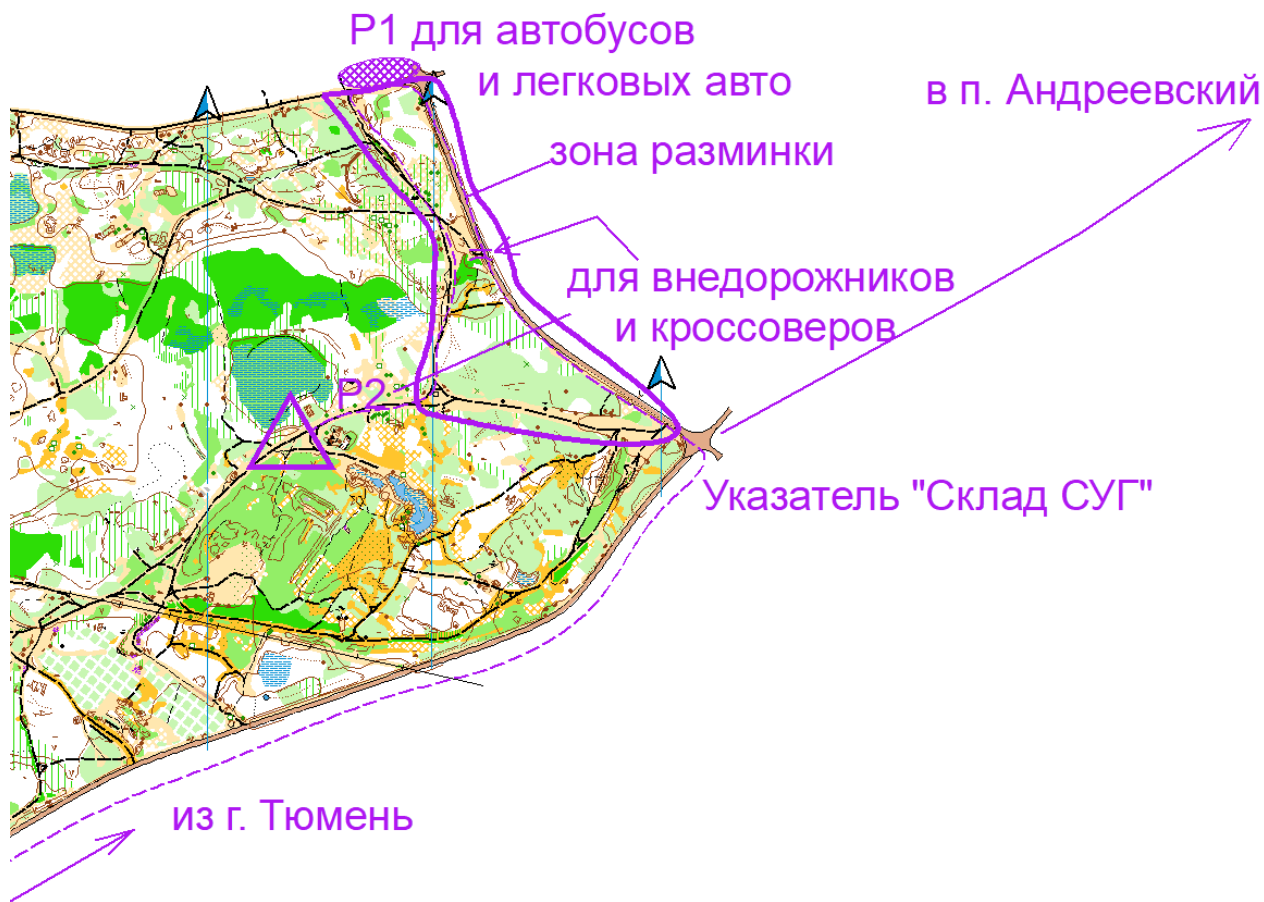 Р1 для автобусов
и легковых авто
в п. Андреевский
зона разминки
для внедорожников
и кроссоверов
Р2
Указатель "Склад СУГ"
из г. Тюмень